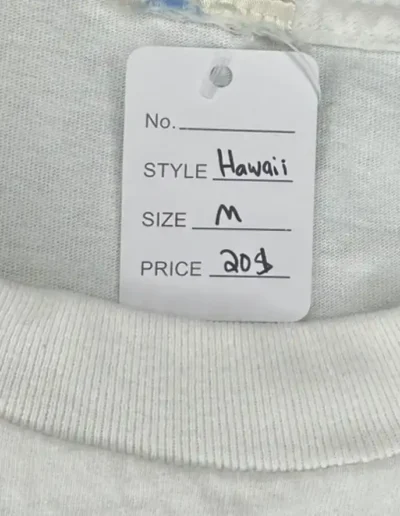 No.
STYLE Hawaii
SIZE M
PRICE 20$